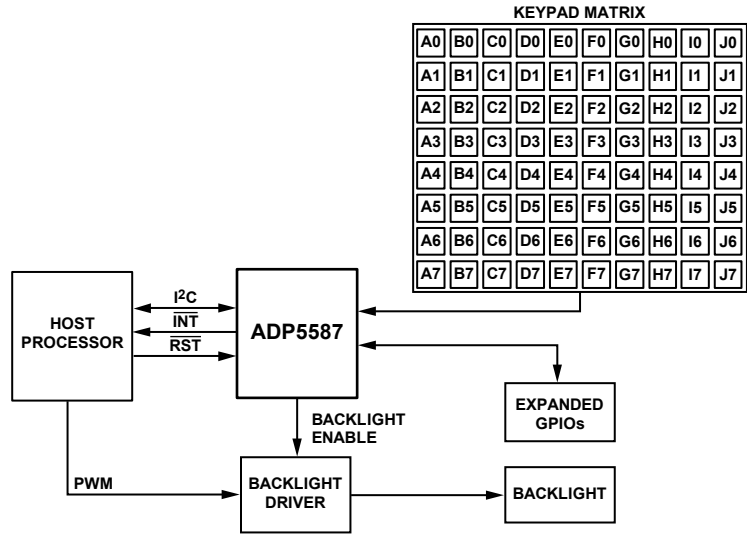 KEYPAD MATRIX
A0 B0 C0 D0 E0 F0 G0 H0 I0 J0
A1 B1 C1 D1 E1 F1 G1 H1 I1 J1
A2 B2 C2 D2 E2 F2 G2 H2 I2 J2
A3 B3 C3 D3 E3 F3 G3 H3 I3 J3
A4 B4 C4 D4 E4 F4 G4 H4 I4 J4
A5 B5 C5 D5 E5 F5 G5 H5 I5 J5
A6 B6 C6 D6 E6 F6 G6 H6 I6 J6
A7 B7 C7 D7 E7 F7 G7 H7 I7 J7
HOST
PROCESSOR
I²C
I̅N̅T̅
R̅S̅T̅
ADP5587
BACKLIGHT
ENABLE
EXPANDED
GPIOs
PWM
BACKLIGHT
DRIVER
BACKLIGHT